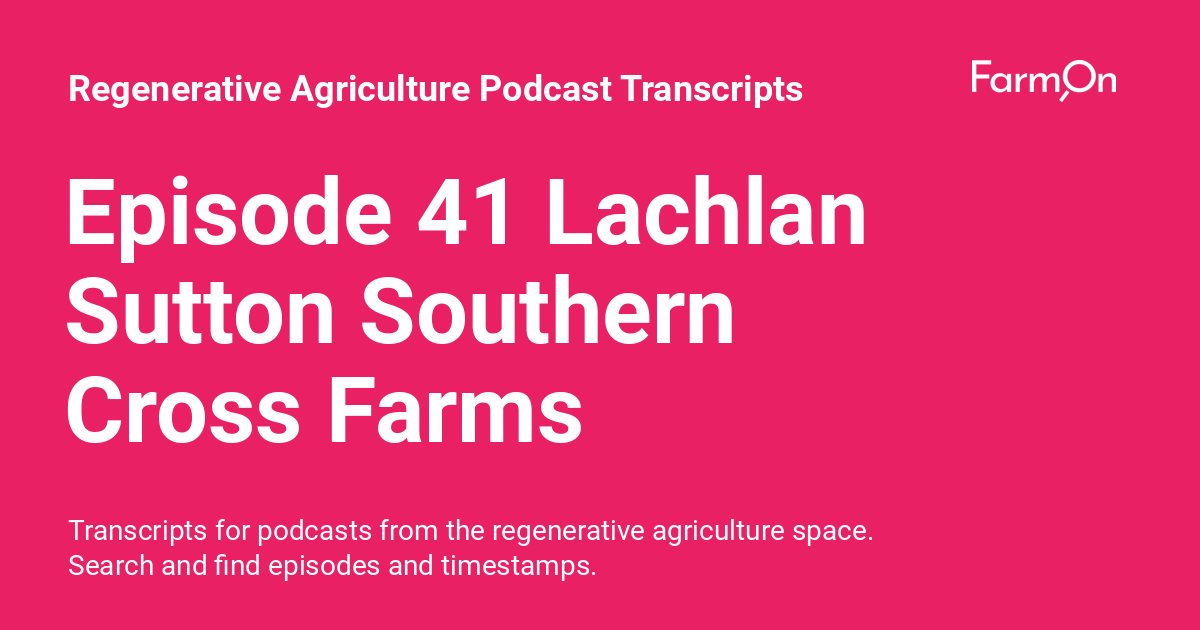 Regenerative Agriculture Podcast Transcripts
FarmOn
Episode 41 Lachlan
Sutton Southern
Cross Farms
Transcripts for podcasts from the regenerative agriculture space.
Search and find episodes and timestamps.